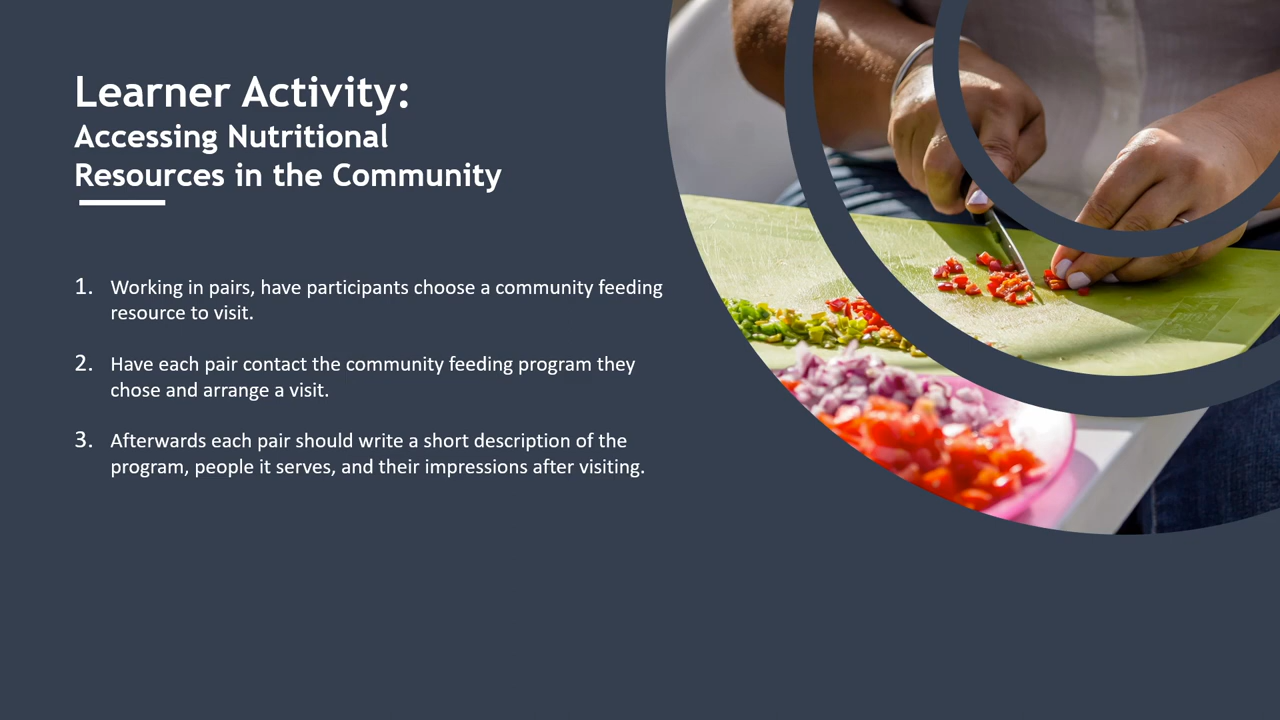 Learner Activity:
Accessing Nutritional
Resources in the Community
1. Working in pairs, have participants choose a community feeding
resource to visit.
2. Have each pair contact the community feeding program they
chose and arrange a visit.
3. Afterwards each pair should write a short description of the
program, people it serves, and their impressions after visiting.